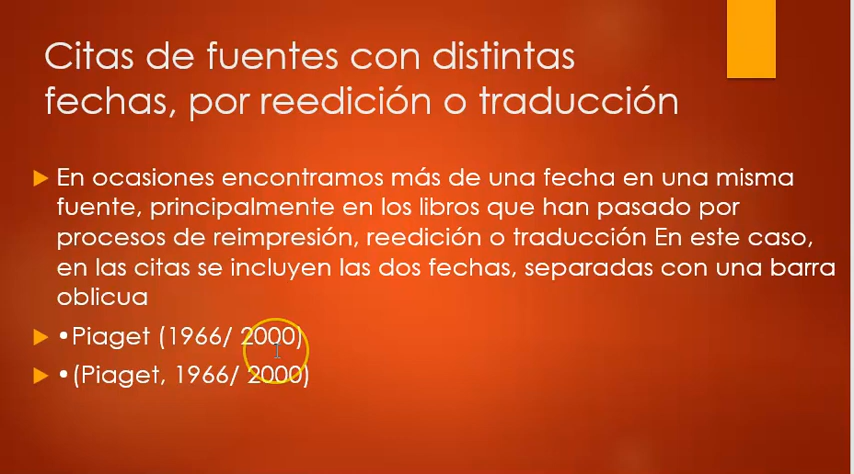 Citas de fuentes con distintas
fechas, por reedición o traducción
En ocasiones encontramos más de una fecha en una misma
fuente, principalmente en los libros que han pasado por
procesos de reimpresión, reedición o traducción En este caso,
en las citas se incluyen las dos fechas, separadas con una barra
oblicua
•Piaget (1966/ 2000)
•(Piaget, 1966/ 2000)